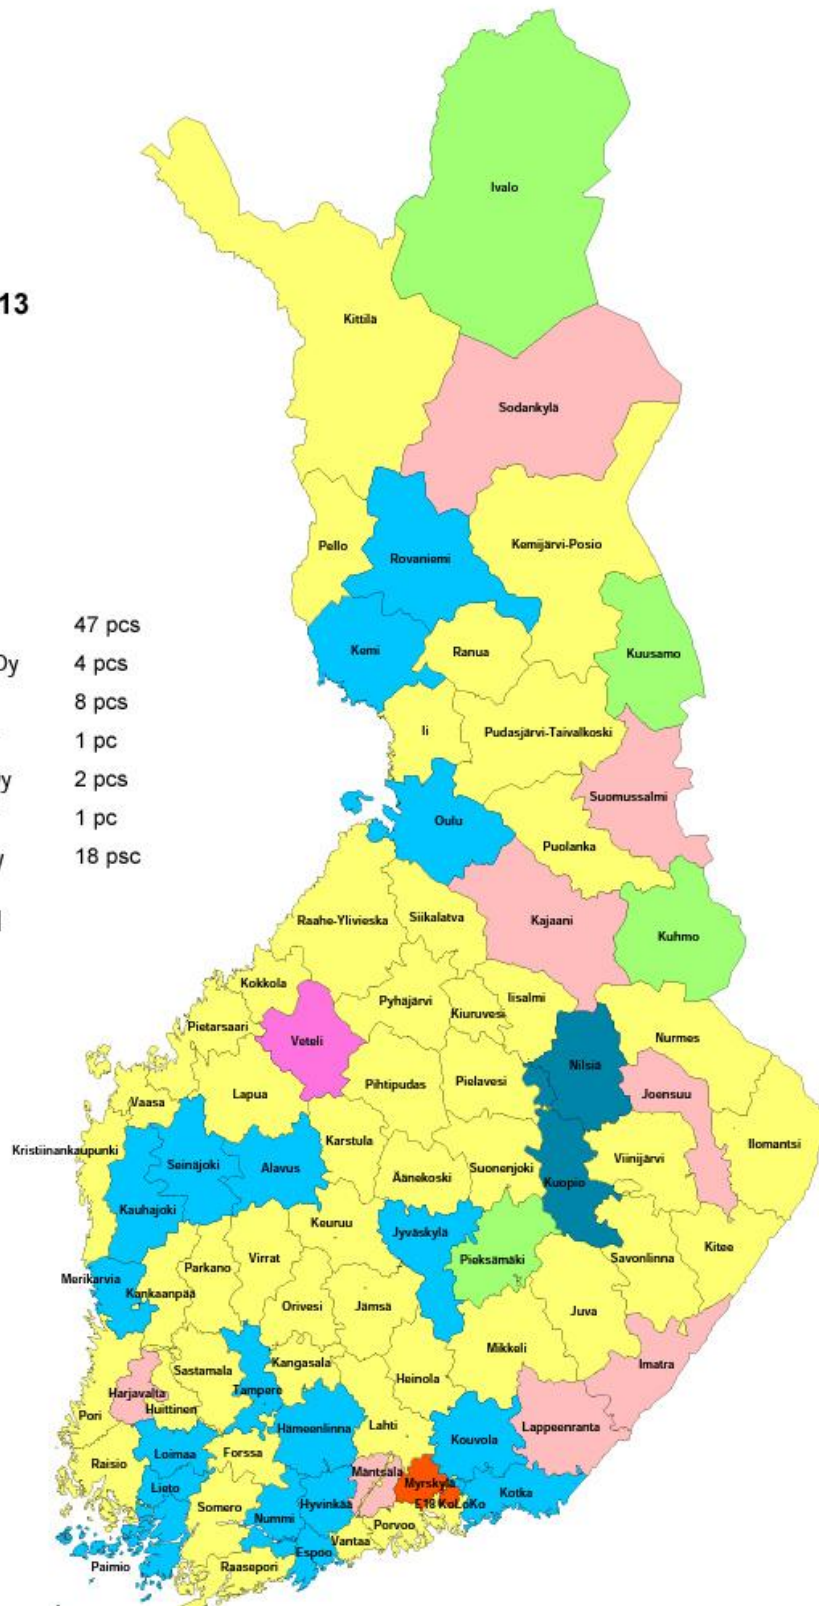 Ivalo
13
Kittilä
Sodankylä
Pello
Rovaniemi
Kemijärvi-Posio
47 pcs
Kemi
Ranua
Kuusamo
Oy
4 pcs
8 pcs
Ii
Pudasjärvi-Taivalkoski
1 pc
y
2 pcs
Suomussalmi
1 pc
Oulu
Puolanka
y
18 psc
Raahe-Ylivieska
Siikalatva
Kajaani
Kuhmo
Kokkola
Pyhäjärvi
Iisalmi
Kiuruvesi
Pietarsaari
Veteli
Nurmes
Nilsiä
Pihtipudas
Pielavesi
Lapua
Joensuu
Vaasa
Karstula
Ilomantsi
Kristiinankaupunki
Seinäjoki
Alavus
Äänekoski
Suonenjoki
Viinijärvi
Kuopio
Kauhajoki
Keuruu
Jyväskylä
Pieksämäki
Savonlinna
Kitee
Virrat
Parkano
Merikarvia
Kankaanpää
Orivesi
Jämsä
Juva
Mikkeli
Imatra
Kangasala
Sastamala
Heinola
Tampere
Harjavalta
Huittinen
Pori
Hämeenlinna
Lahti
Kouvola
Lappeenranta
Loimaa
Forssa
Raisio
Mäntsälä
Myrskylä
Lieto
Kotka
Somero
Hyvinkää
E18 KoLoKo
Nummi
Porvoo
Vantaa
Espoo
Paimio
Raasepori